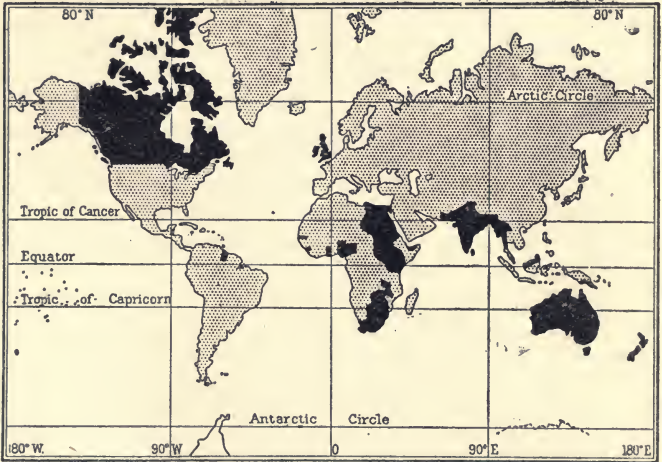 80° N
80° N
Arctic Circle
Tropic of Cancer
Equator
Tropic of Capricorn
Antarctic Circle
180° W.
90° W
0
90° E
180° E